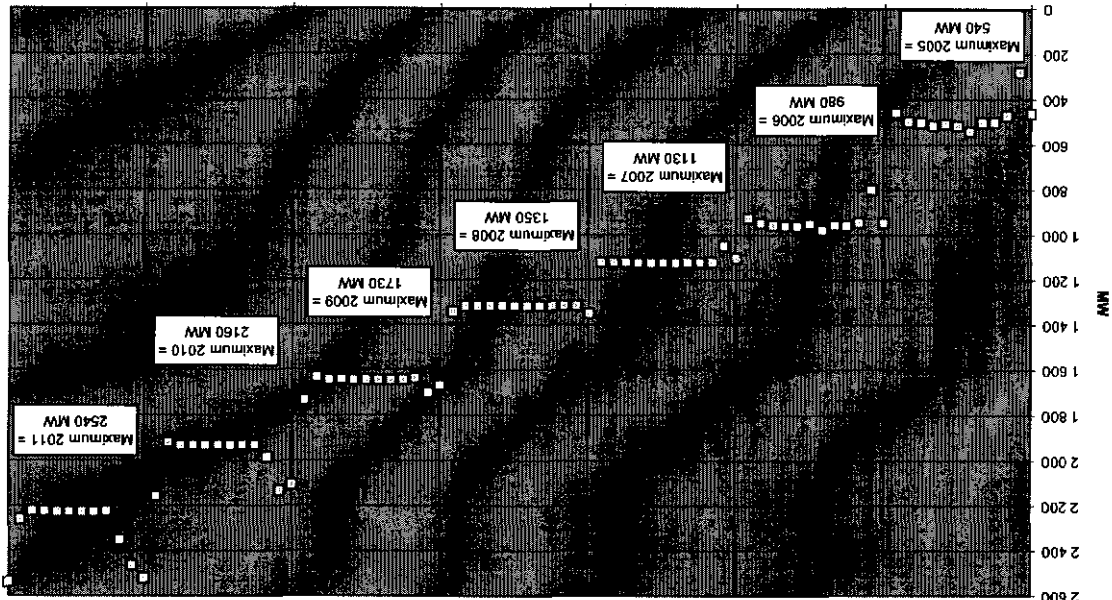 MW
2 600
2 400
2 200
2 000
1 800
1 600
1 400
1 200
1 000
800
600
400
200
0
Maximum 2005 =
540 MW
Maximum 2006 =
980 MW
Maximum 2007 =
1130 MW
Maximum 2008 =
1350 MW
Maximum 2009 =
1730 MW
Maximum 2010 =
2160 MW
Maximum 2011 =
2540 MW